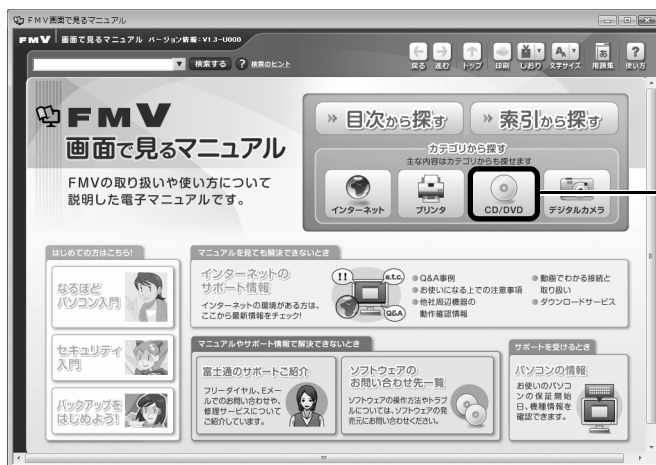 FMV画面で見るマニュアル
FMV 画面で見るマニュアル バージョン情報:V1.3-U000
検索する ? 検索のヒント
戻る 進む トップ 印刷 しおり 文字サイズ 用語集 使い方
FMV
画面で見るマニュアル
FMVの取り扱いや使い方について
説明した電子マニュアルです。
目次から探す
索引から探す
カテゴリから探す
主な内容はカテゴリからも探せます
インターネット
プリンタ
CD/DVD
デジタルカメラ
はじめての方はこちら!
なるほど
パソコン入門
セキュリティ
入門
バックアップを
はじめよう!
マニュアルを見ても解決できないとき
インターネットの
サポート情報
インターネットの環境がある方は、
ここから最新情報をチェック!
!!
e.t.c.
Q&A
●Q&A事例
●お使いになる上での注意事項
●他社周辺機器の
動作確認情報
●動画でわかる接続と
取り扱い
●ダウンロードサービス
マニュアルやサポート情報で解決できないとき
富士通のサポートご紹介
フリーダイヤル、Eメー
ルでのお問い合わせや、
修理サービスについて
ご紹介しています。
ソフトウェアの
お問い合わせ先一覧
ソフトウェアの操作方法やトラブ
ルについては、ソフトウェアの発
売元にお問い合わせください。
サポートを受けるとき
パソコンの情報
お使いのパソコ
ンの保証開始
日、機種情報を
確認できます。